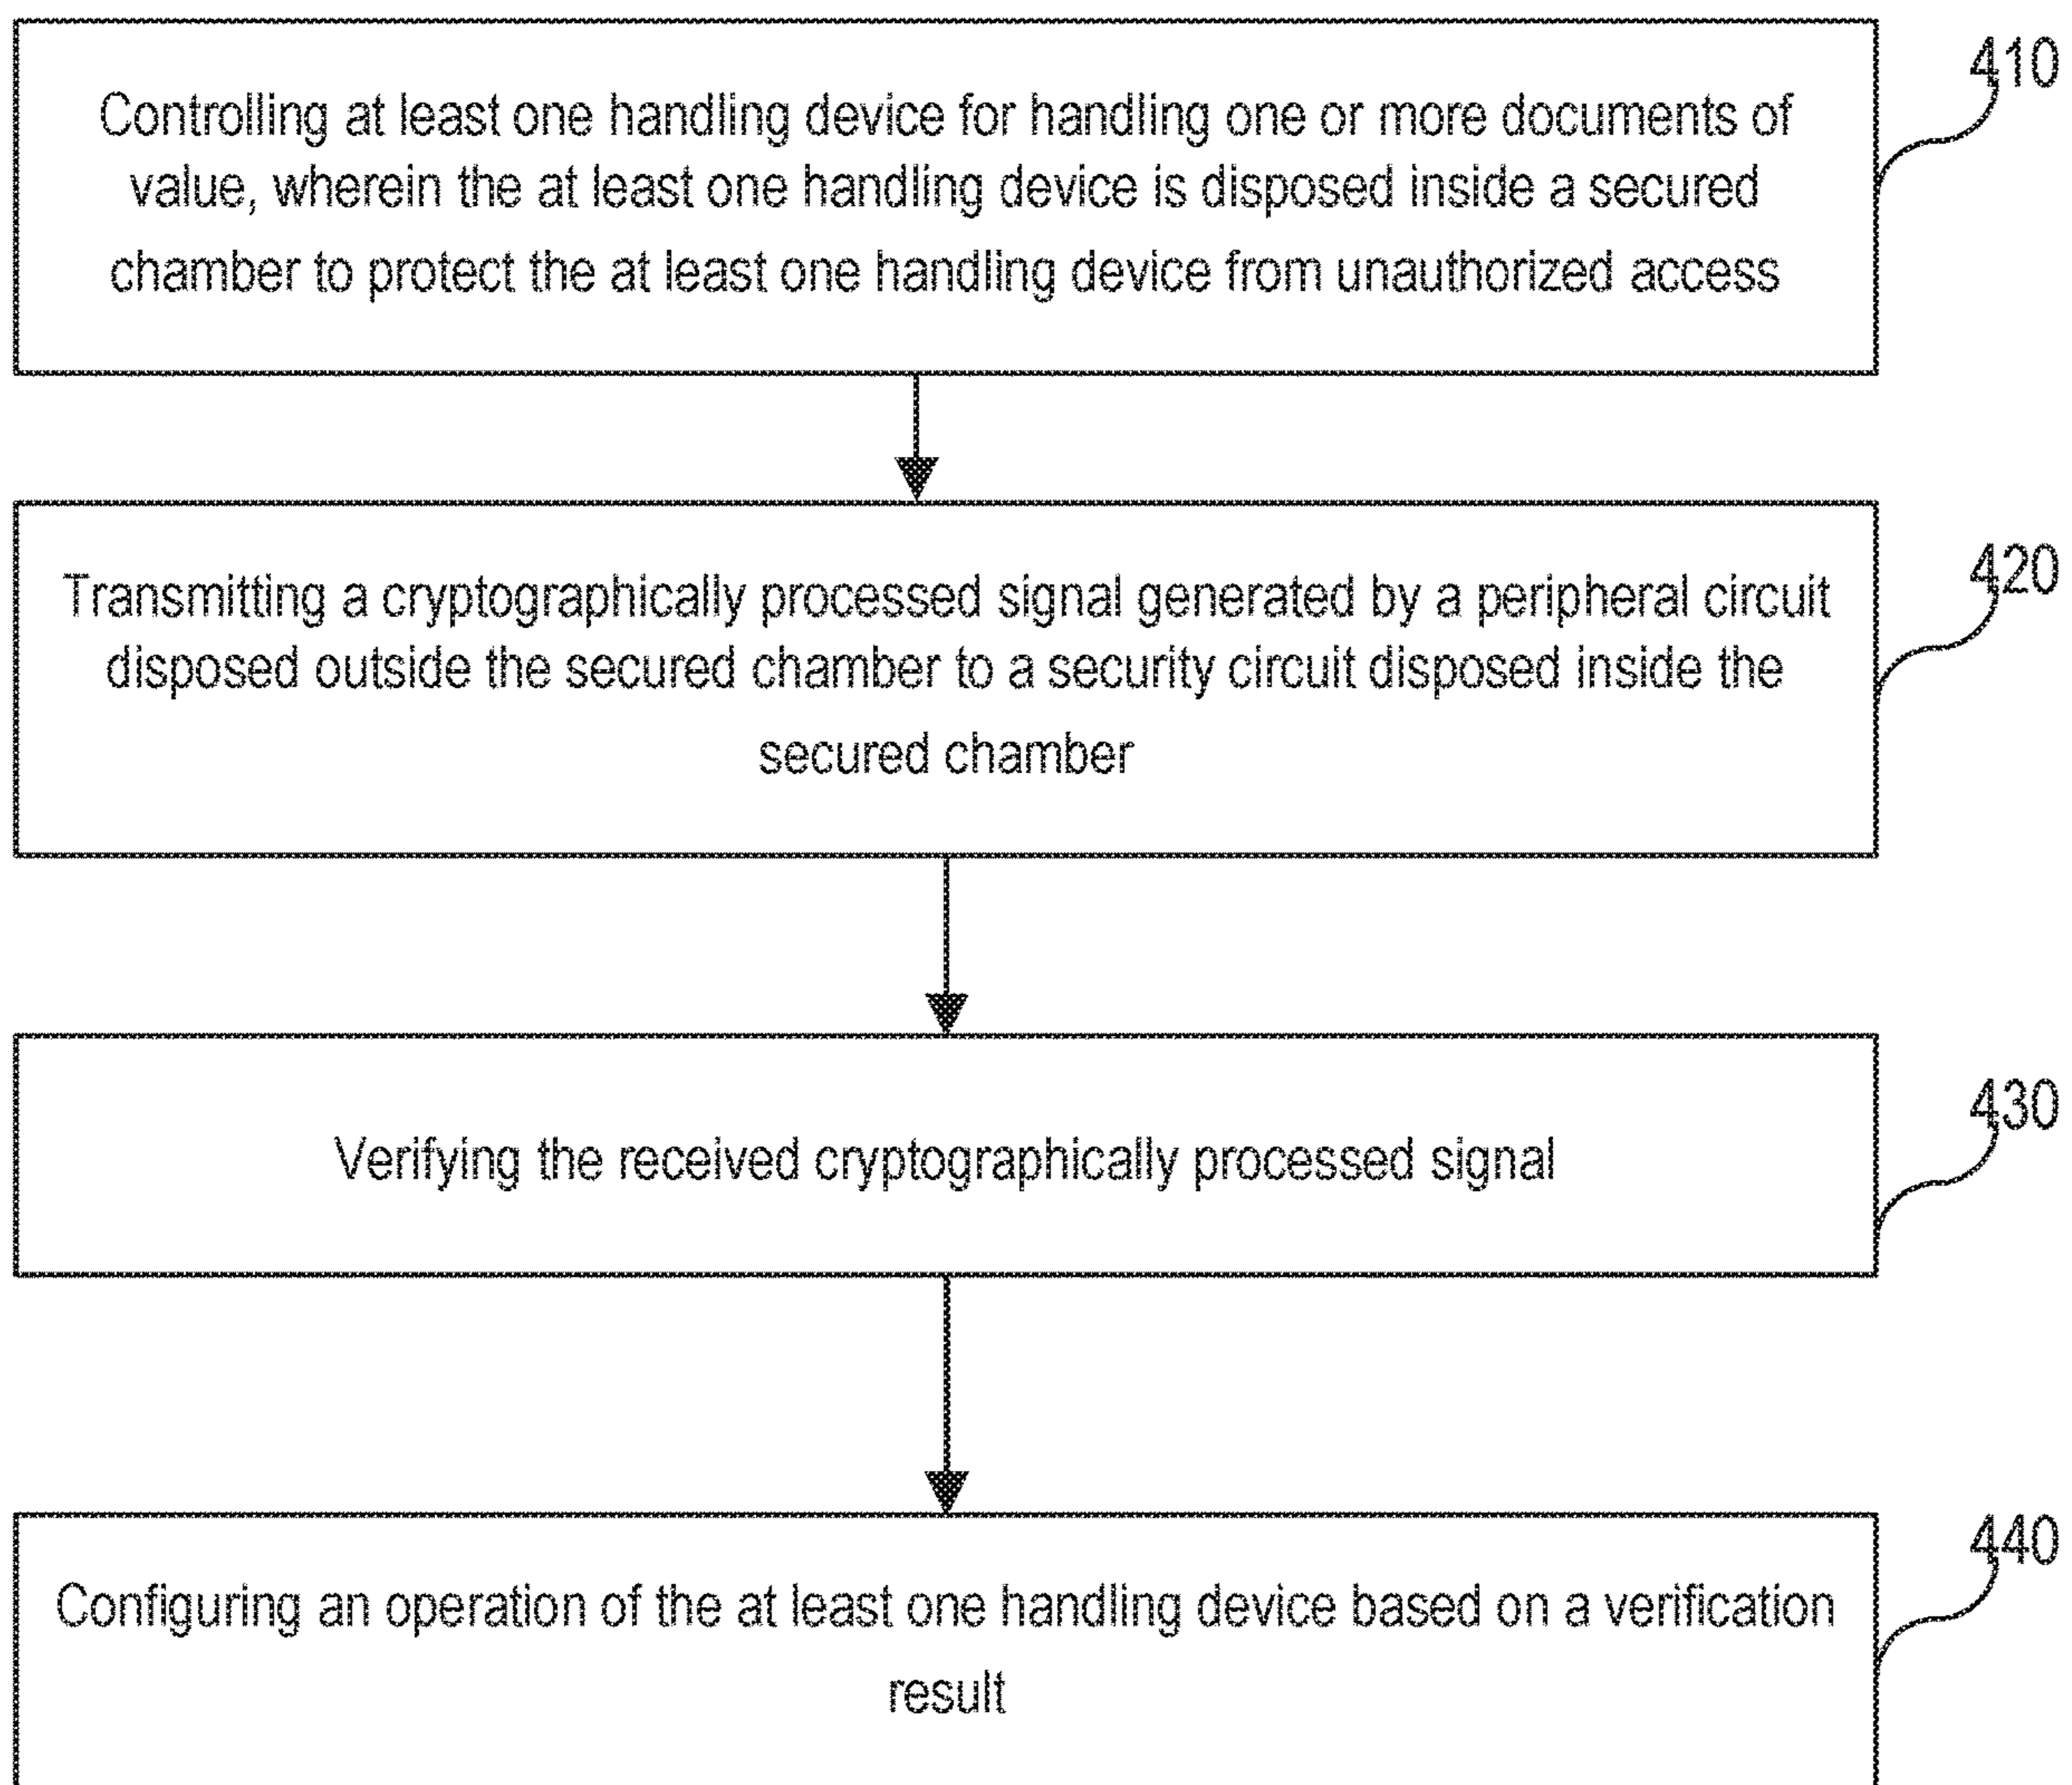 Controlling at least one handling device for handling one or more documents of
value, wherein the at least one handling device is disposed inside a secured
chamber to protect the at least one handling device from unauthorized access
410
Transmitting a cryptographically processed signal generated by a peripheral circuit
disposed outside the secured chamber to a security circuit disposed inside the
secured chamber
420
Verifying the received cryptographically processed signal
430
Configuring an operation of the at least one handling device based on a verification
result
440